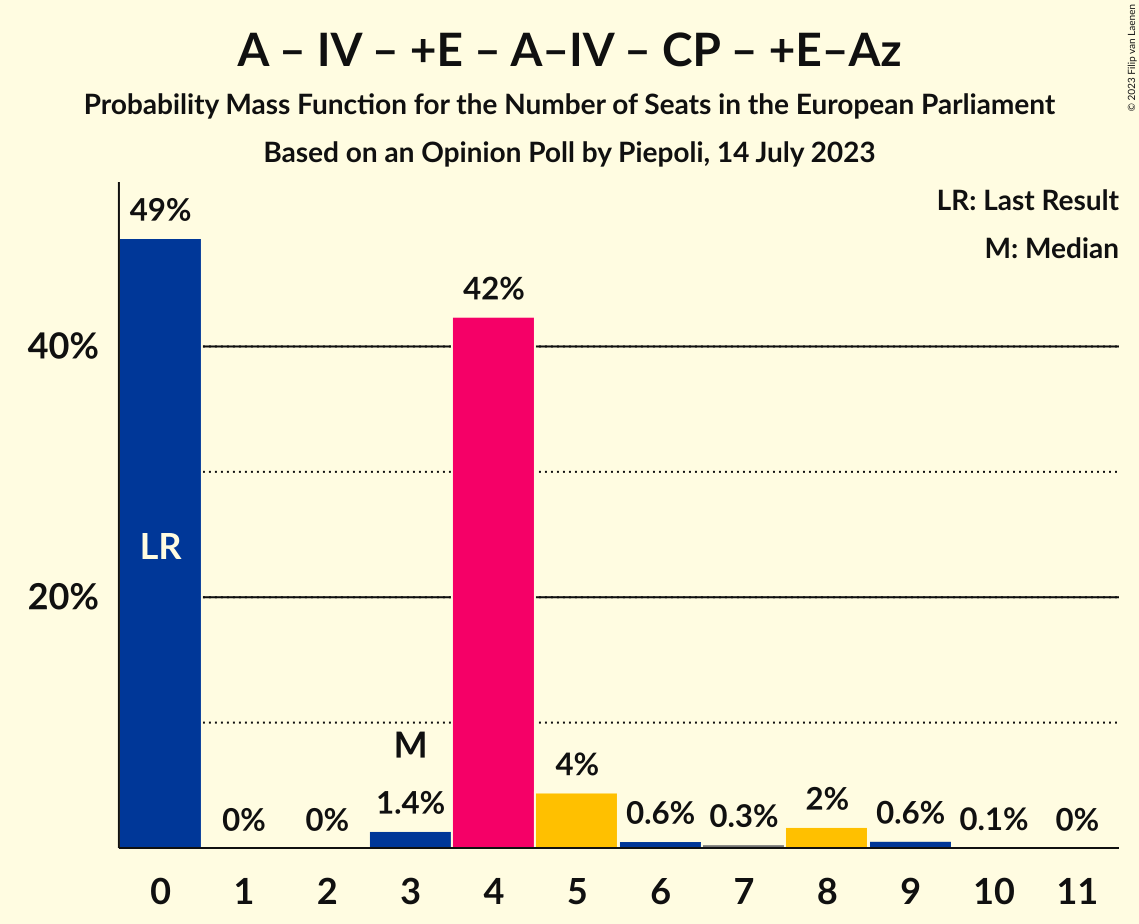 A – IV – +E – A–IV – CP – +E–Az
Probability Mass Function for the Number of Seats in the European Parliament
Based on an Opinion Poll by Piepoli, 14 July 2023
© 2023 Filip van Laenen
LR: Last Result
M: Median
49%
42%
40%
LR
20%
M
4%
1.4%
2%
0%
0%
0.6%
0.3%
0.6%
0.1%
0%
0 1 2 3 4 5 6 7 8 9 10 11